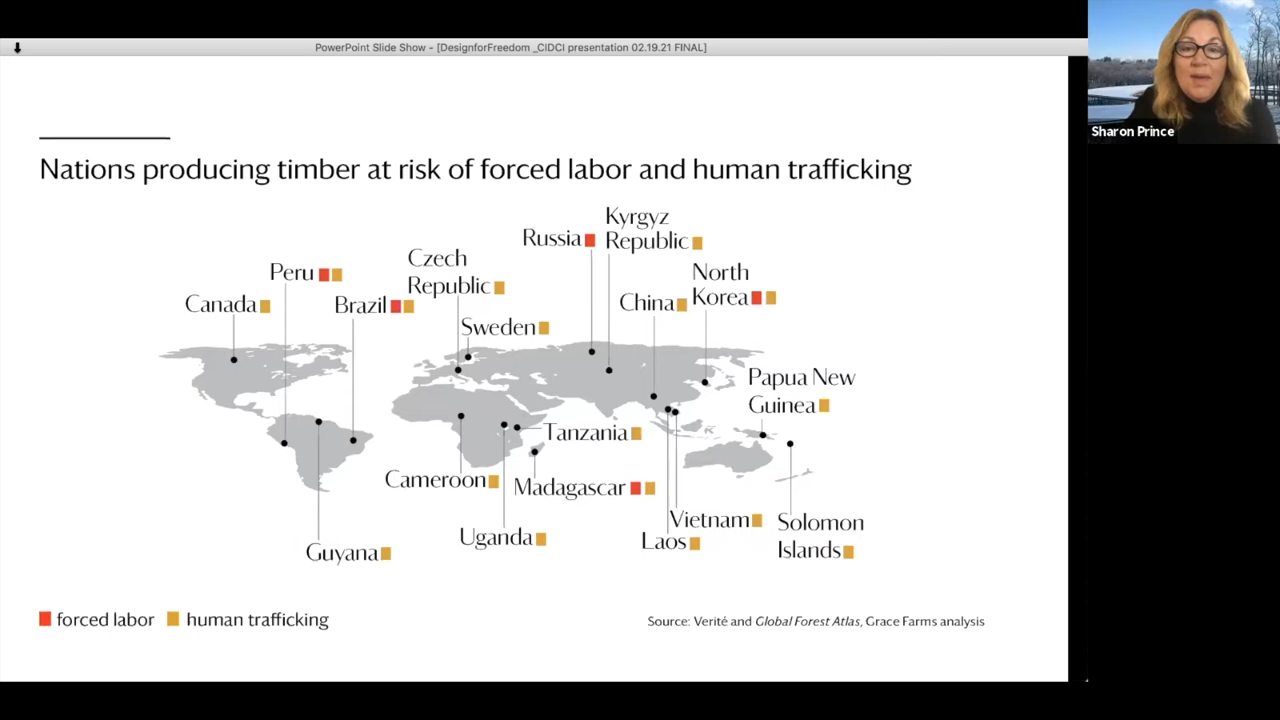 PowerPoint Slide Show - [DesignforFreedom _CIDCI presentation 02.19.21 FINAL]
Sharon Prince
Nations producing timber at risk of forced labor and human trafficking
Kyrgyz
Republic
Russia
Czech
Republic
Peru
North
Korea
Canada
Brazil
China
Sweden
Papua New
Guinea
Tanzania
Cameroon
Madagascar
Vietnam
Solomon
Islands
Uganda
Laos
Guyana
forced labor
human trafficking
Source: Verité and Global Forest Atlas, Grace Farms analysis